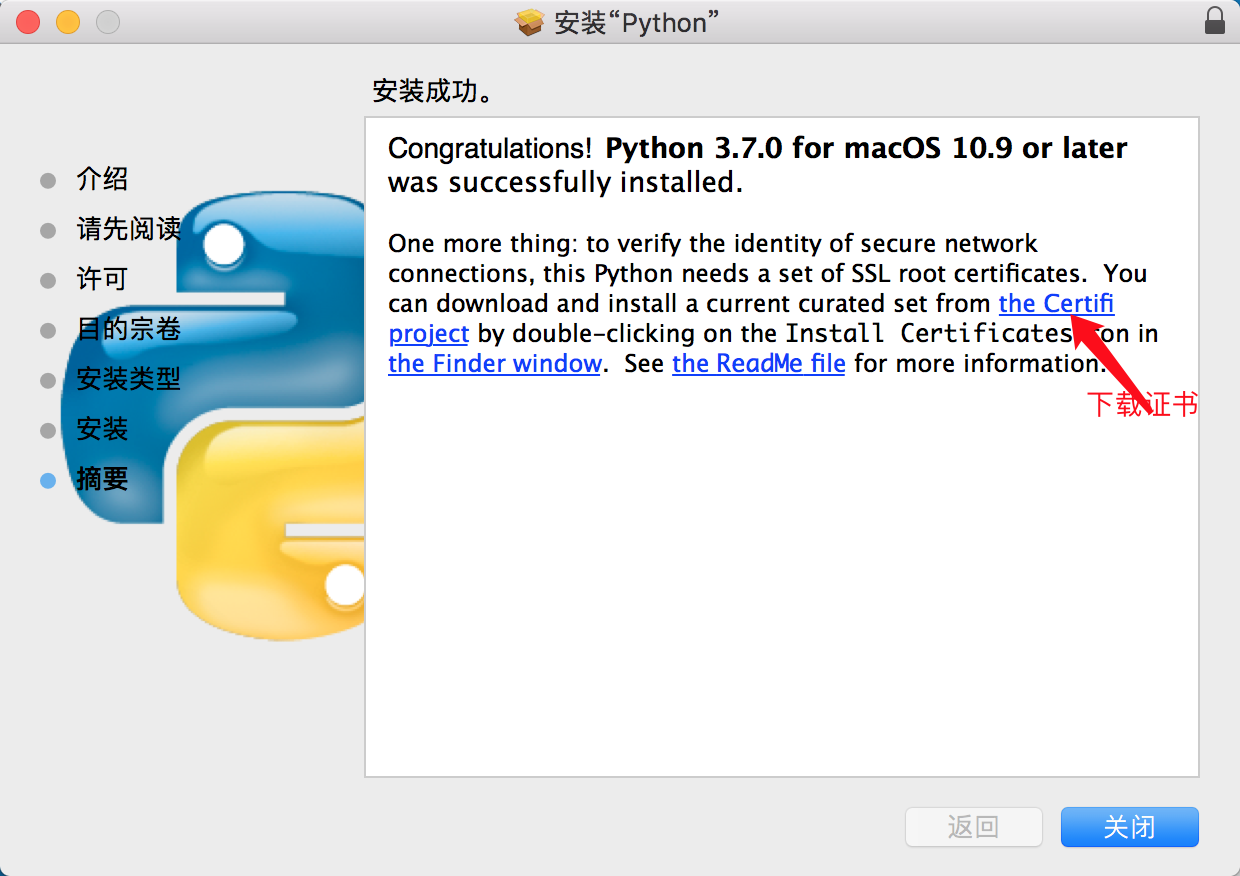 安装“Python”
安装成功。
介绍
请先阅读
许可
目的宗卷
安装类型
安装
摘要
Congratulations! Python 3.7.0 for macOS 10.9 or later
was successfully installed.
One more thing: to verify the identity of secure network
connections, this Python needs a set of SSL root certificates. You
can download and install a current curated set from the Certifi
project by double-clicking on the Install Certificates icon in
the Finder window. See the ReadMe file for more information.
下载证书
返回
关闭